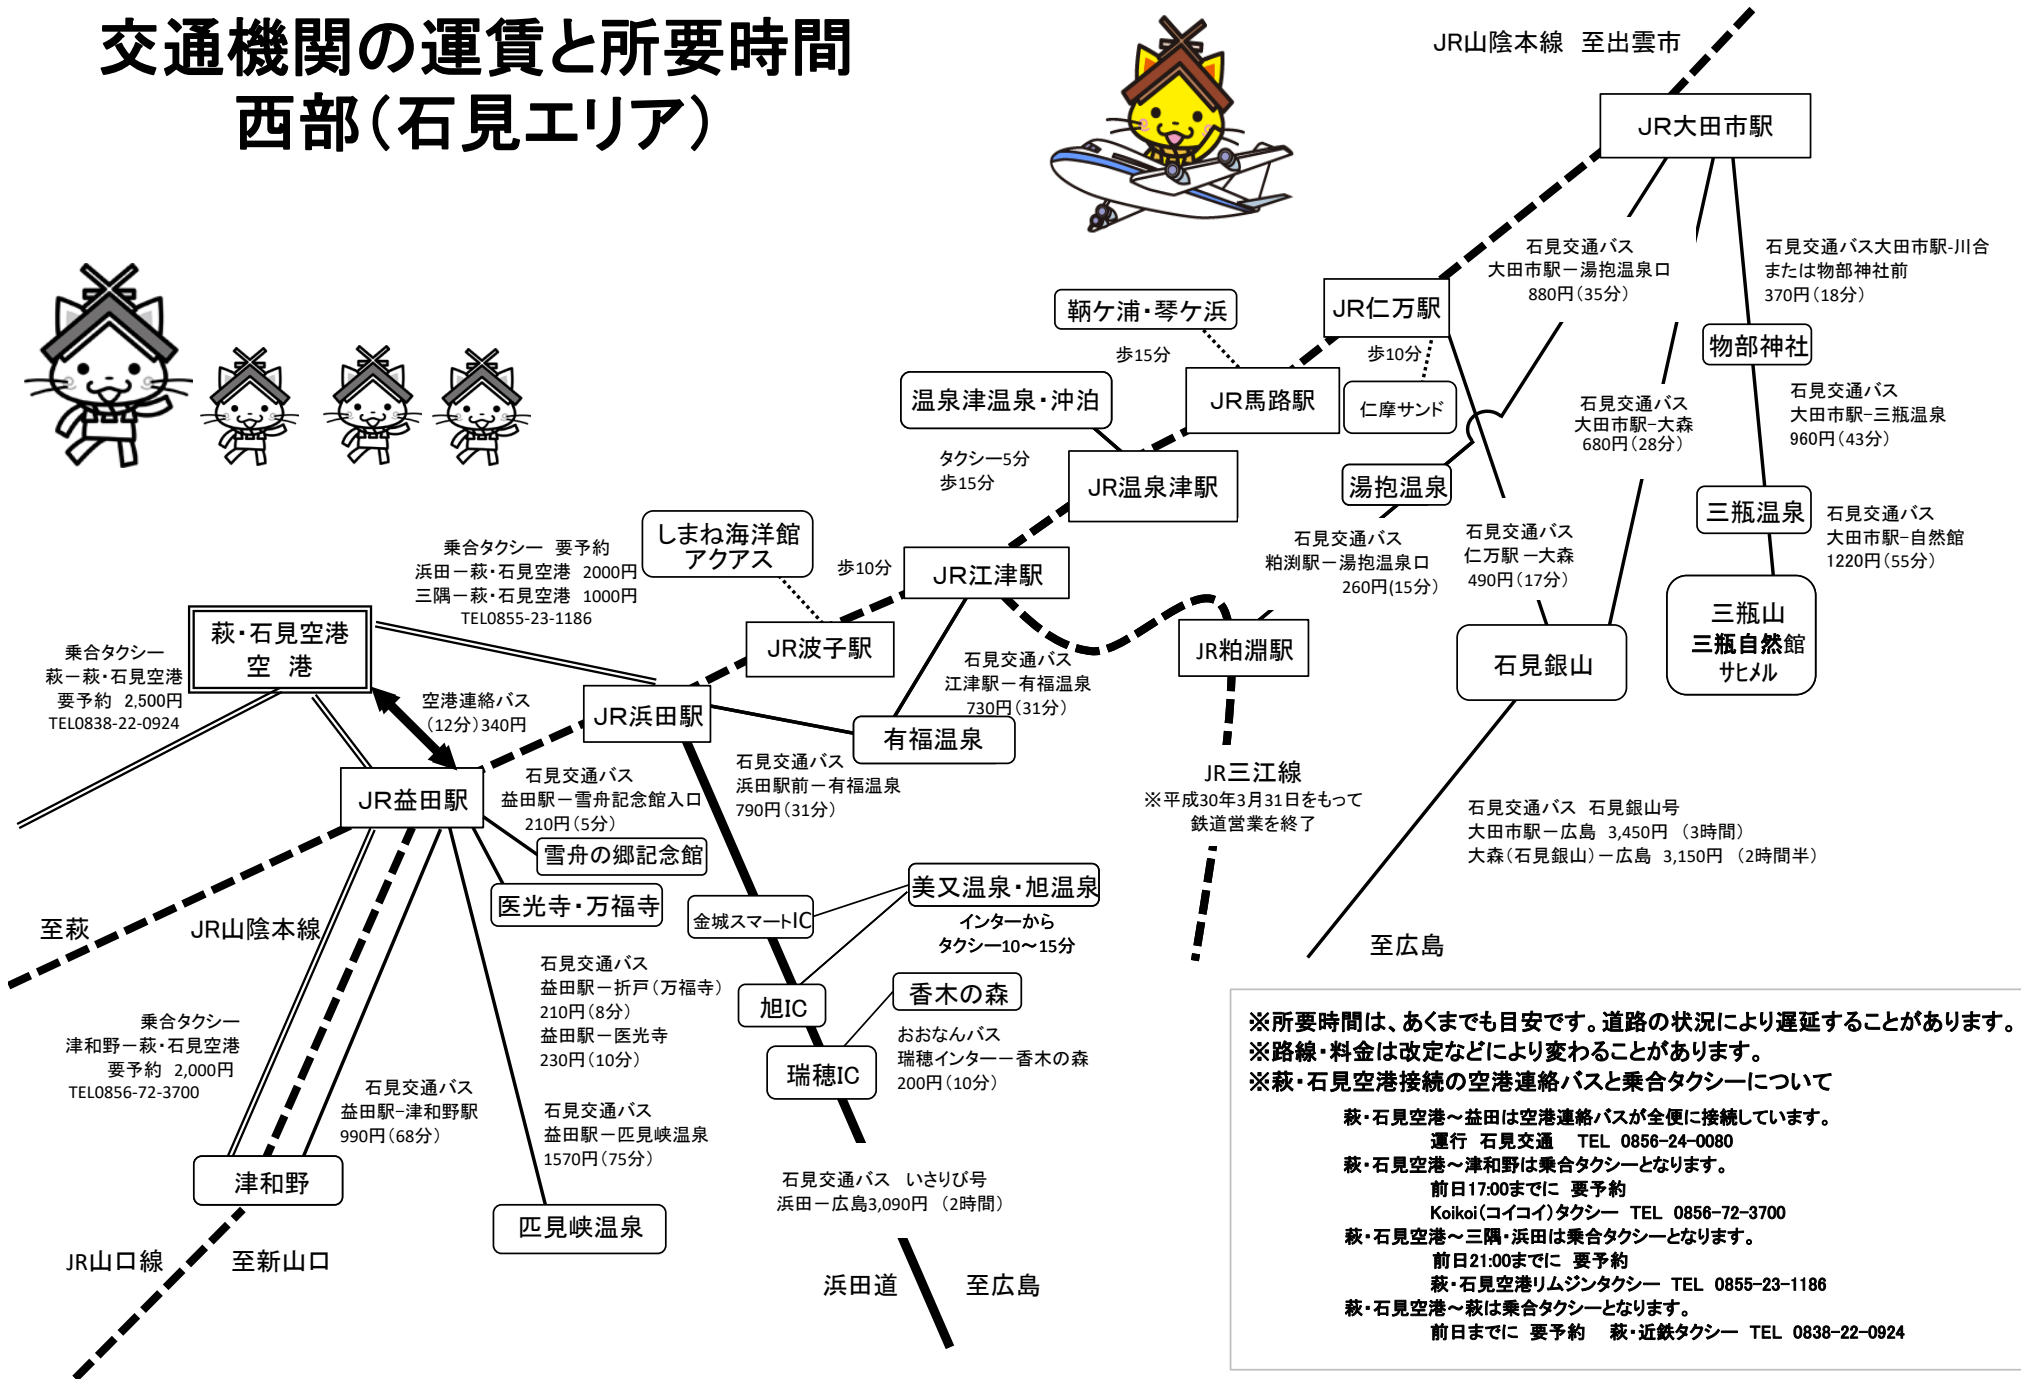 交通機関の運賃と所要時間
西部（石見エリア）
JR山陰本線　至出雲市
JR大田市駅
石見交通バス
大田市駅－湯抱温泉口
880円（35分）
石見交通バス大田市駅-川合
または物部神社前
370円（18分）
JR仁万駅
鞆ケ浦・琴ケ浜
歩15分
歩10分
物部神社
JR馬路駅
仁摩サンド
温泉津温泉・沖泊
石見交通バス
大田市駅-大森
680円（28分）
石見交通バス
大田市駅-三瓶温泉
960円（43分）
タクシー5分
歩15分
JR温泉津駅
湯抱温泉
三瓶温泉
石見交通バス
大田市駅-自然館
1220円（55分）
しまね海洋館
アクアス
歩10分
JR江津駅
石見交通バス
粕渕駅－湯抱温泉口
260円(15分)
石見交通バス
仁万駅－大森
490円（17分）
乗合タクシー　要予約
浜田－萩・石見空港　2000円
三隅－萩・石見空港　1000円
TEL0855-23-1186
萩・石見空港
空　港
JR波子駅
JR粕淵駅
石見銀山
三瓶山
三瓶自然館
サヒメル
乗合タクシー
萩－萩・石見空港
要予約　2,500円
TEL0838-22-0924
空港連絡バス
（12分）340円
石見交通バス
江津駅－有福温泉
730円（31分）
JR浜田駅
有福温泉
JR益田駅
石見交通バス
益田駅－雪舟記念館入口
210円（5分）
石見交通バス
浜田駅前－有福温泉
790円（31分）
JR三江線
※平成30年3月31日をもって
鉄道営業を終了
石見交通バス　石見銀山号
大田市駅－広島　3,450円　（3時間）
大森（石見銀山）－広島　3,150円　（2時間半）
雪舟の郷記念館
医光寺・万福寺
金城スマートIC
美又温泉・旭温泉
インターから
タクシー10～15分
至萩
JR山陰本線
至広島
石見交通バス
益田駅－折戸（万福寺）
210円（8分）
益田駅－医光寺
230円（10分）
旭IC
香木の森
おおなんバス
瑞穂インター－香木の森
200円（10分）
瑞穂IC
乗合タクシー
津和野－萩・石見空港
要予約　2,000円
TEL0856-72-3700
石見交通バス
益田駅-津和野駅
990円（68分）
石見交通バス
益田駅－匹見峡温泉
1570円（75分）
津和野
匹見峡温泉
石見交通バス　いさりび号
浜田－広島3,090円　（2時間）
JR山口線
至新山口
浜田道
至広島
※所要時間は、あくまでも目安です。道路の状況により遅延することがあります。
※路線・料金は改定などにより変わることがあります。
※萩・石見空港接続の空港連絡バスと乗合タクシーについて
萩・石見空港～益田は空港連絡バスが全便に接続しています。
運行　石見交通　TEL　0856-24-0080
萩・石見空港～津和野は乗合タクシーとなります。
前日17:00までに　要予約
Koikoi（コイコイ）タクシー　TEL　0856-72-3700
萩・石見空港～三隅・浜田は乗合タクシーとなります。
前日21:00までに　要予約
萩・石見空港リムジンタクシー　TEL　0855-23-1186
萩・石見空港～萩は乗合タクシーとなります。
前日までに　要予約　萩・近鉄タクシー　TEL　0838-22-0924